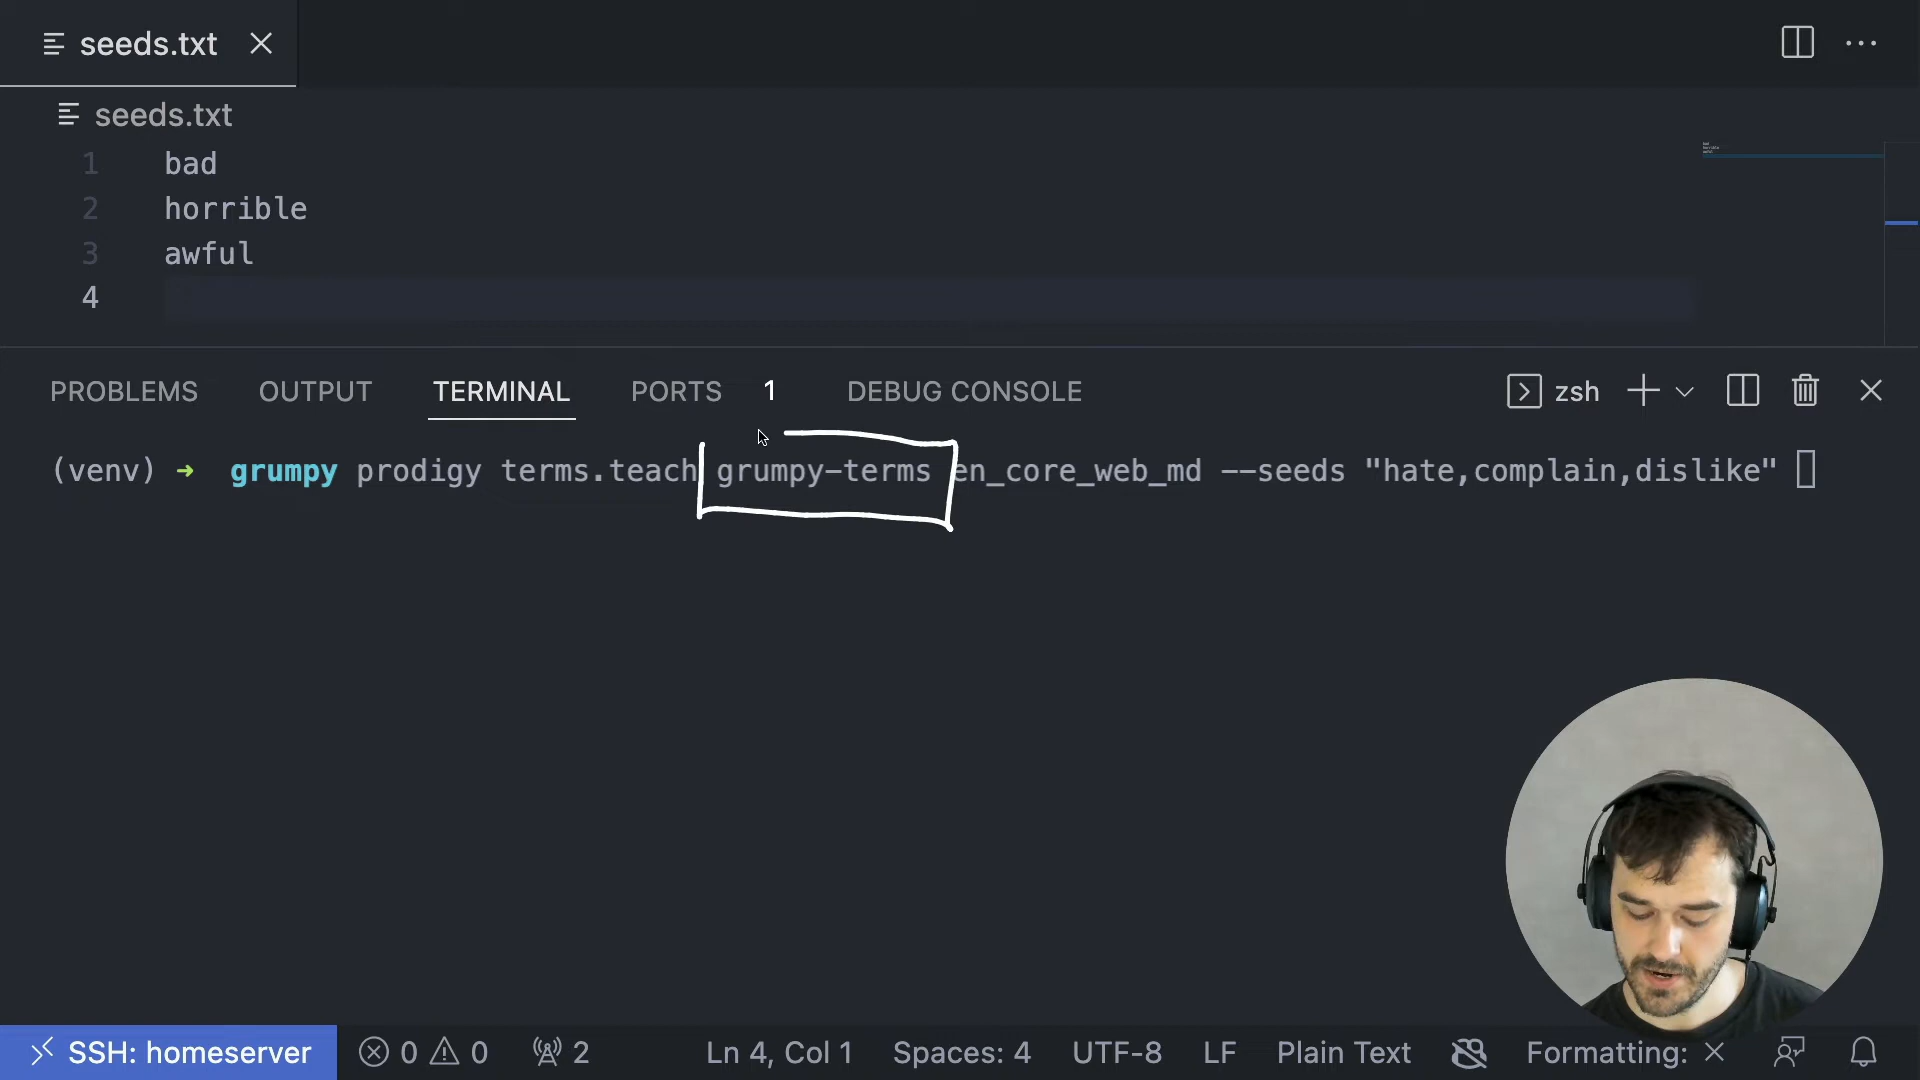 seeds.txt
seeds.txt
1 bad
2 horrible
3 awful
4
PROBLEMS OUTPUT TERMINAL PORTS 1 DEBUG CONSOLE zsh
(venv) ➜ grumpy prodigy terms.teach grumpy-terms en_core_web_md --seeds "hate,complain,dislike"
SSH: homeserver 0 0 2 Ln 4, Col 1 Spaces: 4 UTF-8 LF Plain Text Formatting: ×